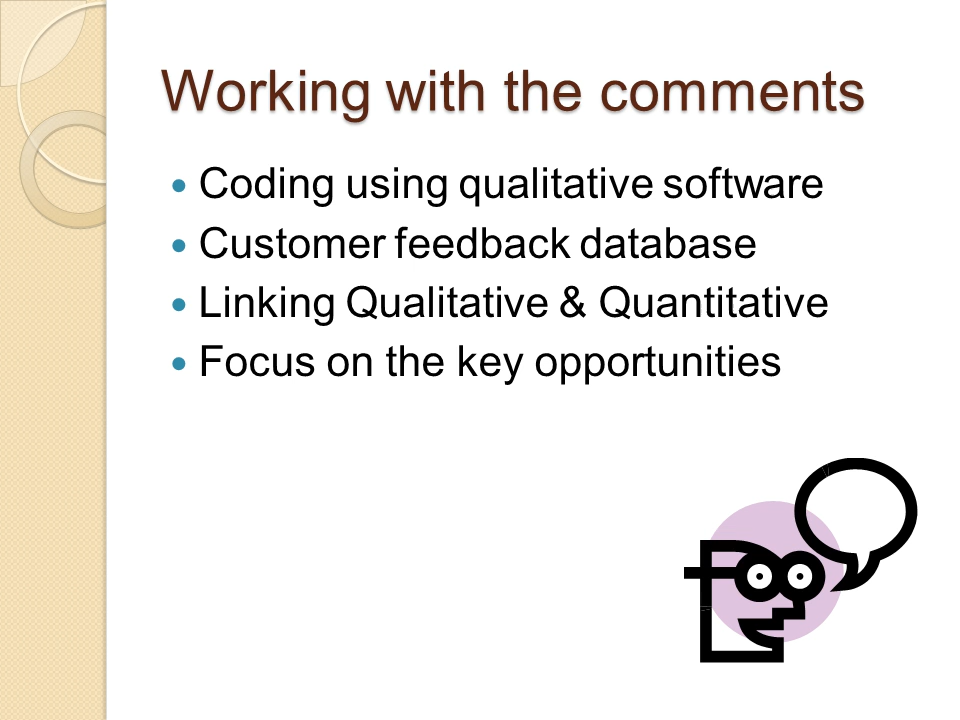 Working with the comments
Coding using qualitative software
Customer feedback database
Linking Qualitative & Quantitative
Focus on the key opportunities